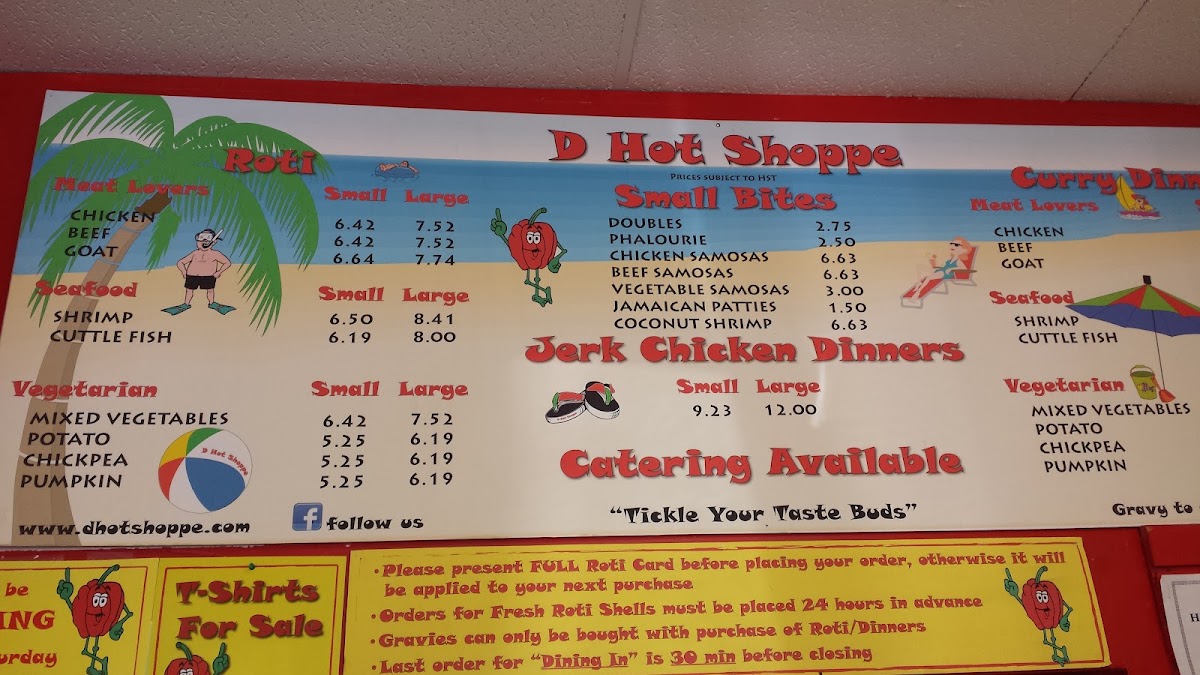 D Hot Shoppe
PRICES SUBJECT TO HST
Roti
Meat Lovers Small Large
CHICKEN 6.42 7.52
BEEF 6.42 7.52
GOAT 6.64 7.74
Seafood Small Large
SHRIMP 6.50 8.41
CUTTLE FISH 6.19 8.00
Vegetarian Small Large
MIXED VEGETABLES 6.42 7.52
POTATO 5.25 6.19
CHICKPEA 5.25 6.19
PUMPKIN 5.25 6.19
D Hot Shoppe
www.dhotshoppe.com
f follow us
Small Bites
DOUBLES 2.75
PHALOURIE 2.50
CHICKEN SAMOSAS 6.63
BEEF SAMOSAS 6.63
VEGETABLE SAMOSAS 3.00
JAMAICAN PATTIES 1.50
COCONUT SHRIMP 6.63
Jerk Chicken Dinners
Small Large
9.23 12.00
Catering Available
"Tickle Your Taste Buds"
Curry Dinn
Meat Lovers
CHICKEN
BEEF
GOAT
Seafood
SHRIMP
CUTTLE FISH
Vegetarian
MIXED VEGETABLES
POTATO
CHICKPEA
PUMPKIN
Gravy to
be
ING
urday
T-Shirts
For Sale
•Please present FULL Roti Card before placing your order, otherwise it will
be applied to your next purchase
•Orders for Fresh Roti Shells must be placed 24 hours in advance
•Gravies can only be bought with purchase of Roti/Dinners
•Last order for "Dining In" is 30 min before closing